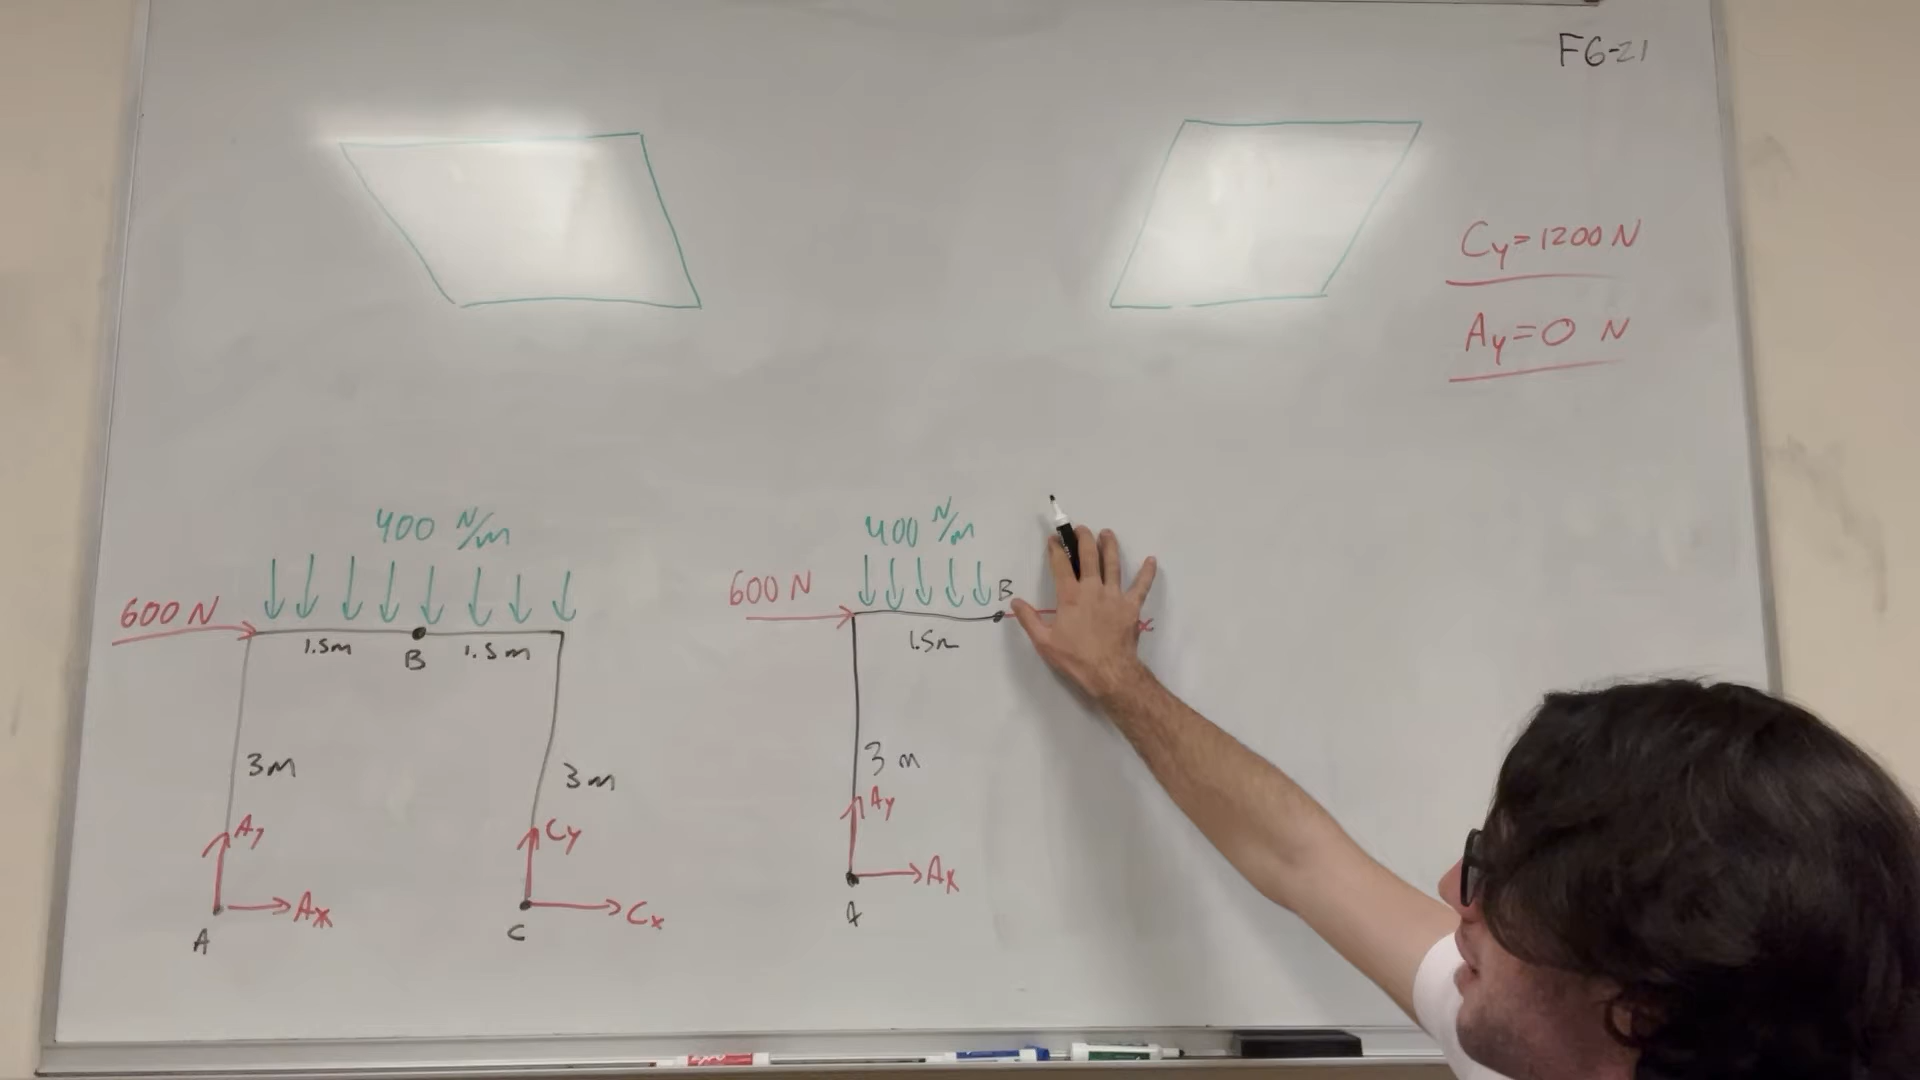 F6-21
Cy=1200 N
Ay=0 N
400 N/m
600 N
1.5m
B
1.5m
3m
3m
Ay
Ax
A
Cy
Cx
C
400 N/m
600 N
B
1.5m
3 m
Ay
Ax
A
x